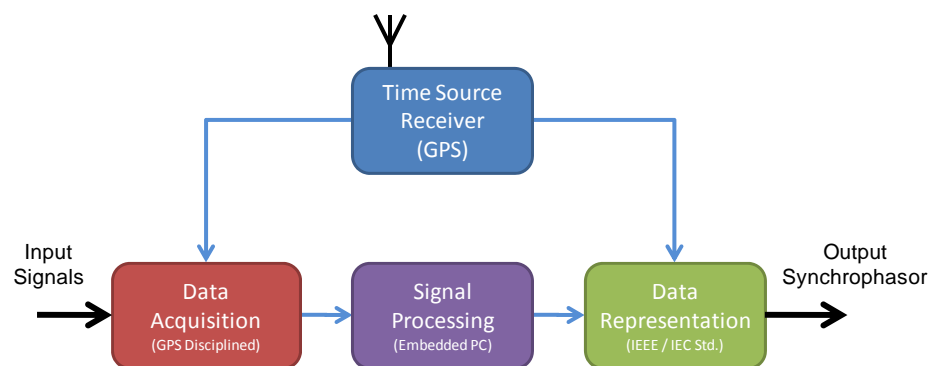 Time Source
Receiver
(GPS)
Input
Signals
Data
Acquisition
(GPS Disciplined)
Signal
Processing
(Embedded PC)
Data
Representation
(IEEE / IEC Std.)
Output
Synchrophasor